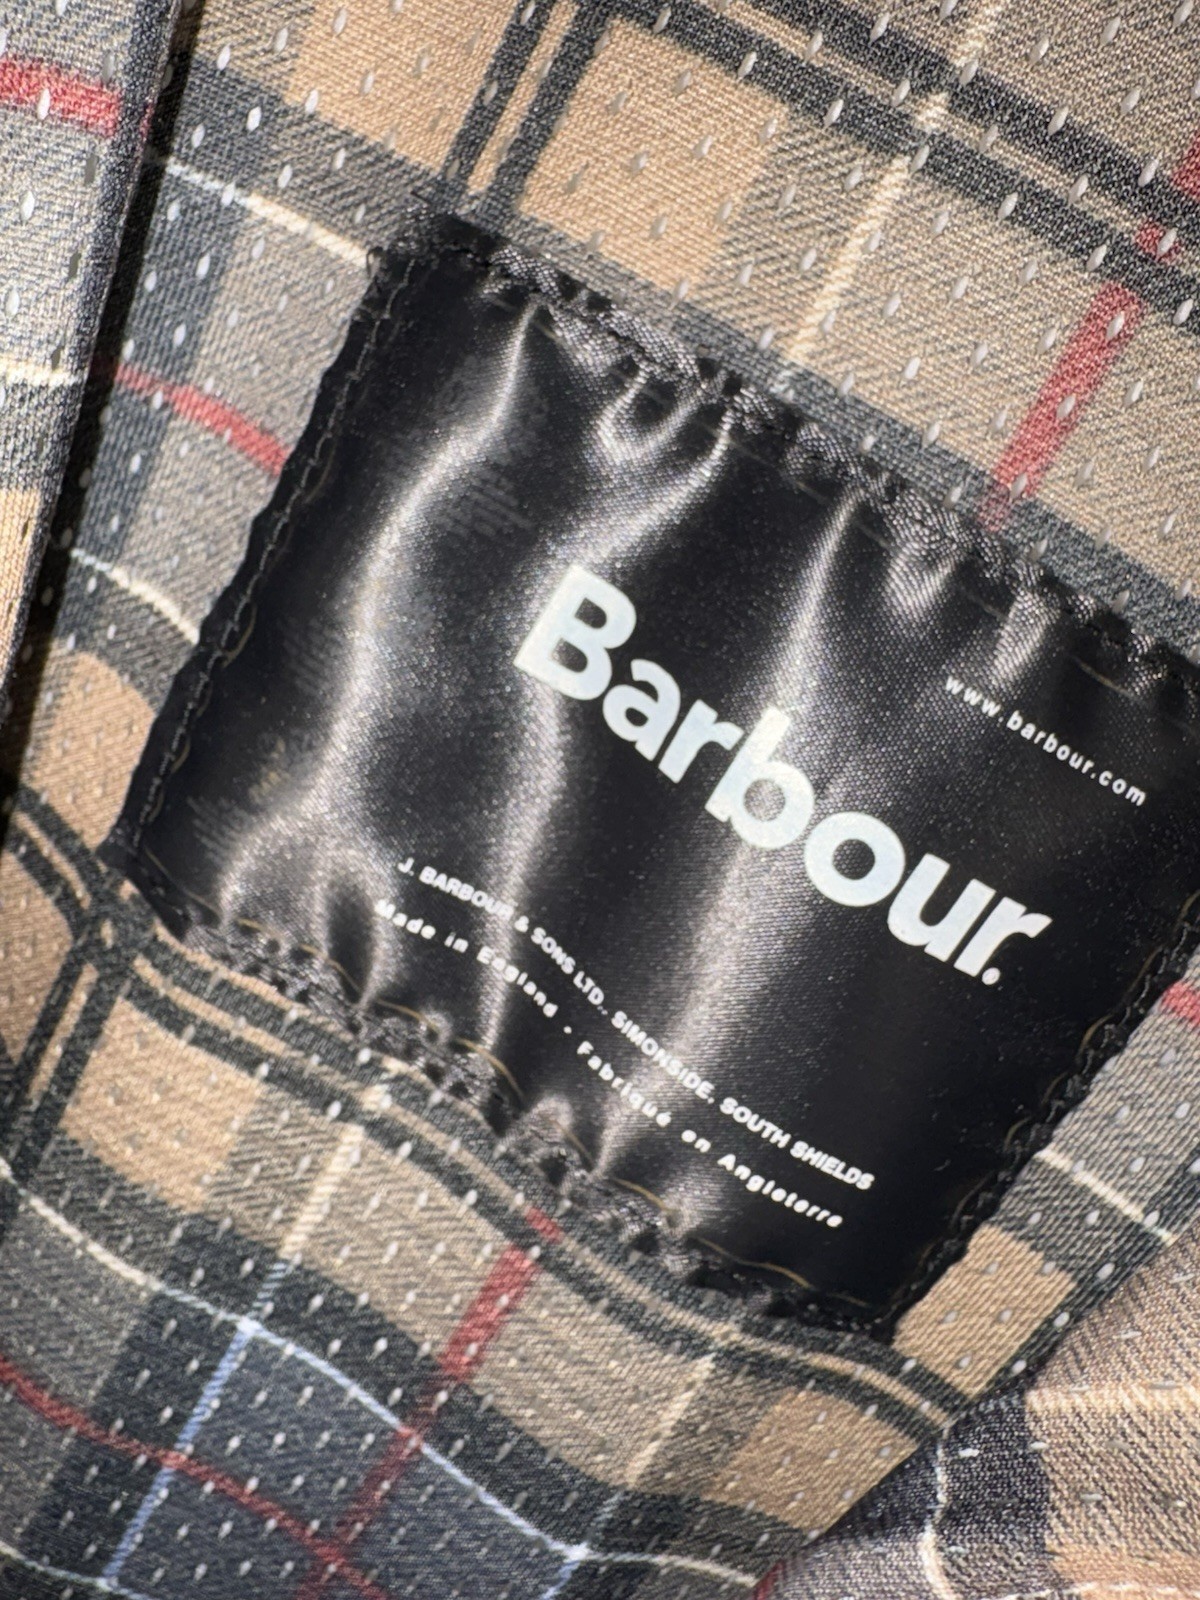 www.barbour.com
Barbour.
J. BARBOUR & SONS LTD., SIMONSIDE, SOUTH SHIELDS
Made in England - Fabriqué en Angleterre